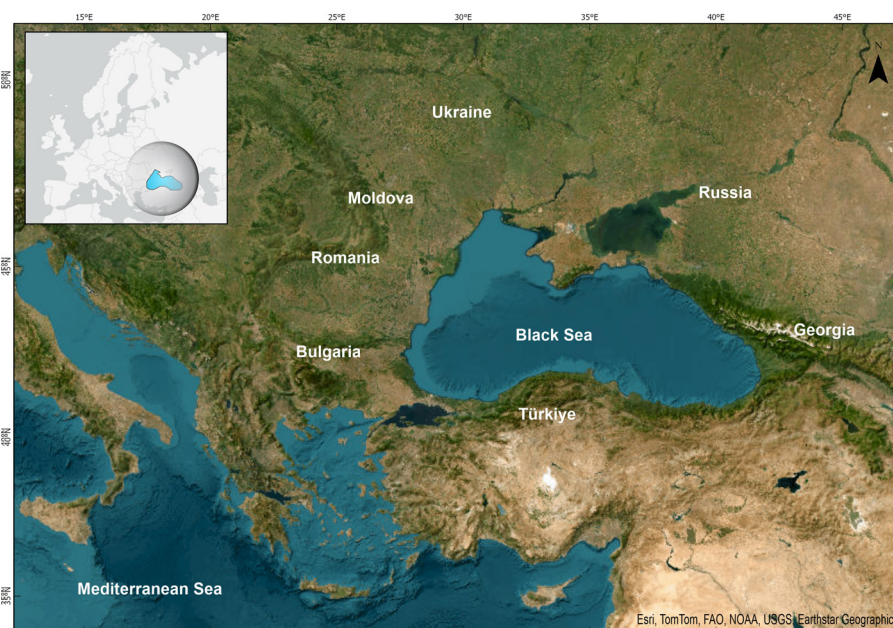 15°E 20°E 25°E 30°E 35°E 40°E 45°E
N
50°N
Ukraine
Moldova
Russia
Romania
45°N
Black Sea
Georgia
Bulgaria
Türkiye
40°N
Mediterranean Sea
35°N
Esri, TomTom, FAO, NOAA, USGS, Earthstar Geographic